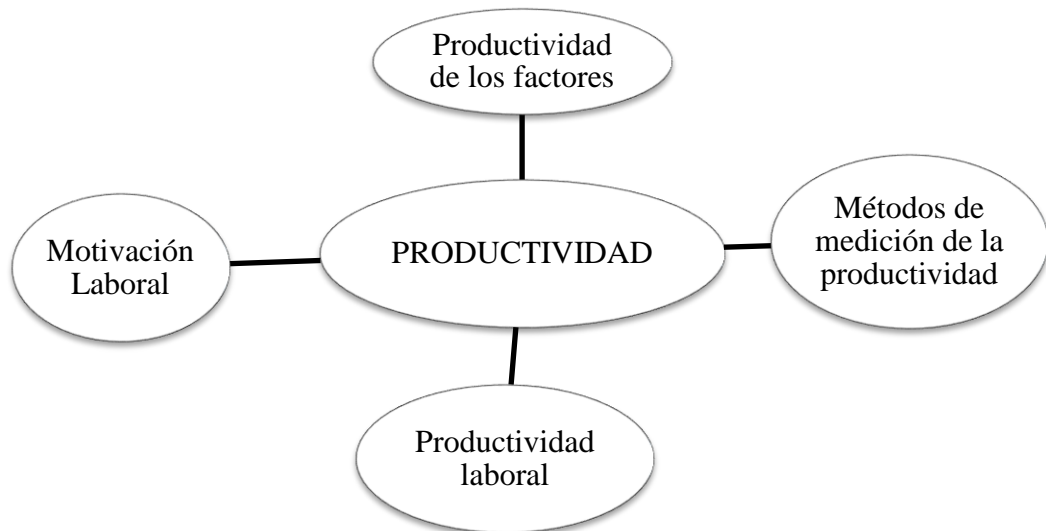 Productividad
de los factores
Motivación
Laboral
PRODUCTIVIDAD
Métodos de
medición de la
productividad
Productividad
laboral